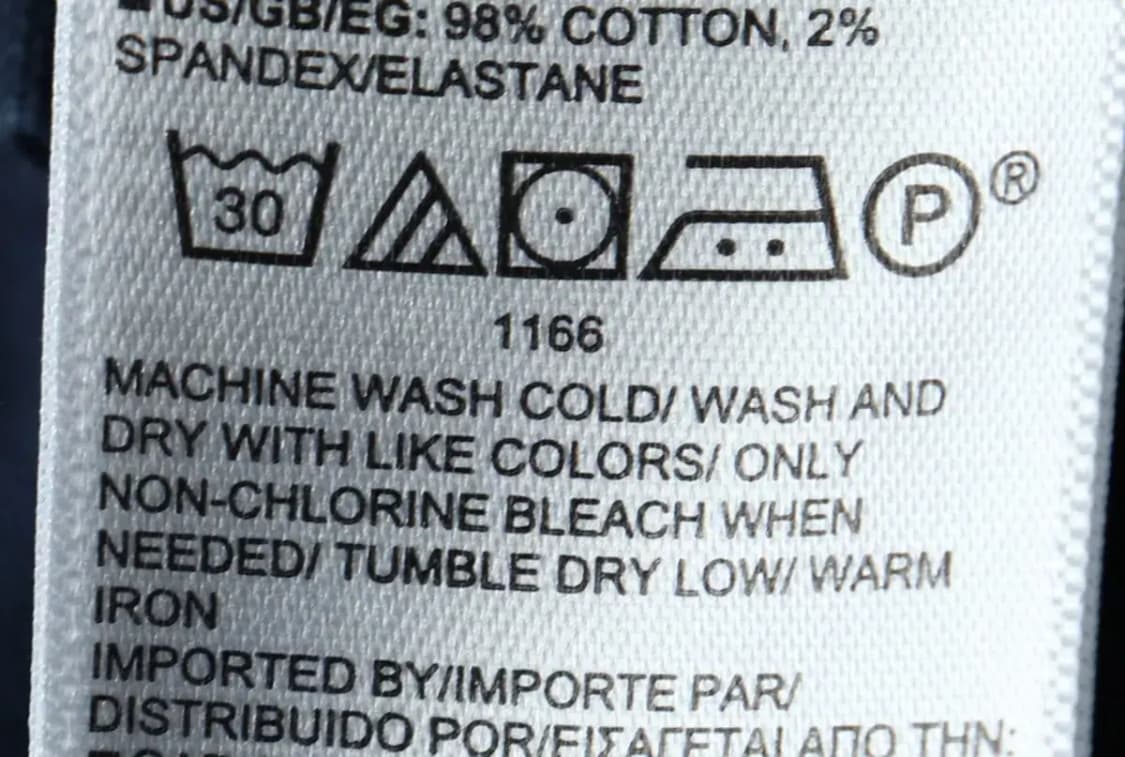 US/GB/EG: 98% COTTON, 2%
SPANDEX/ELASTANE
30 P ®
1166
MACHINE WASH COLD/ WASH AND
DRY WITH LIKE COLORS/ ONLY
NON-CHLORINE BLEACH WHEN
NEEDED/ TUMBLE DRY LOW/ WARM
IRON
IMPORTED BY/IMPORTE PAR/
DISTRIBUIDO POR/ΕΙΣΑΓΕΤΑΙ ΑΠΟ ΤΗΝ: